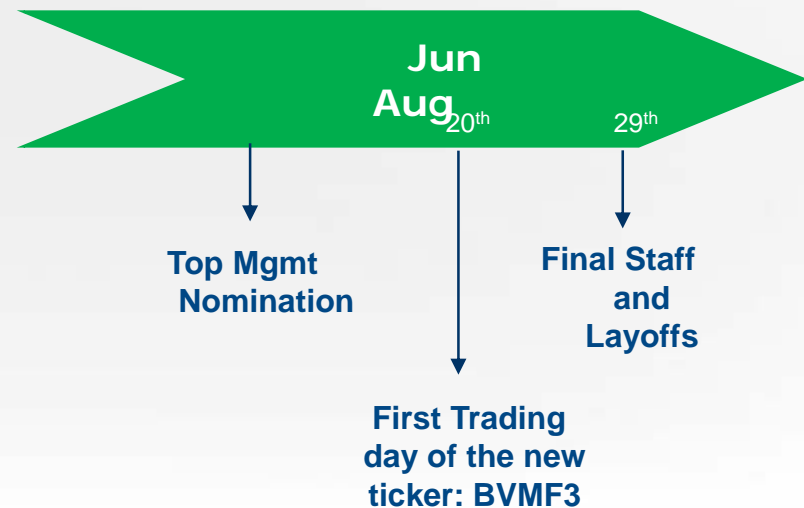 Jun
Aug
20th
29th
Top Mgmt
Nomination
Final Staff
and
Layoffs
First Trading
day of the new
ticker: BVMF3